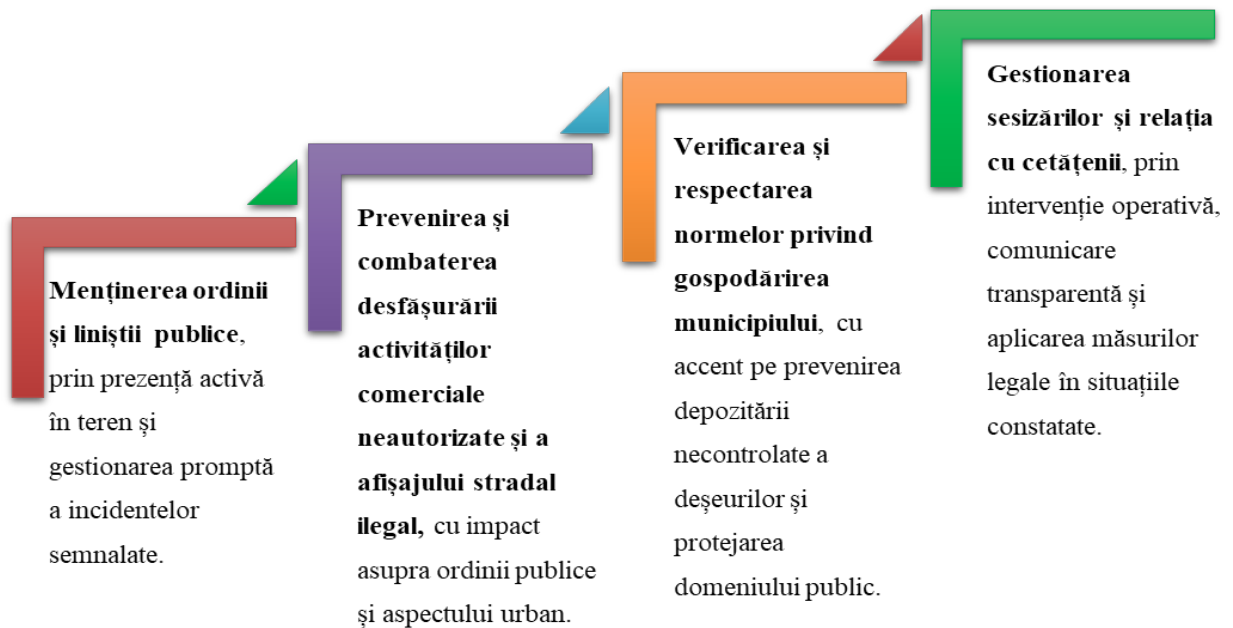 Menținerea ordinii
și liniștii publice,
prin prezență activă
în teren și
gestionarea promptă
a incidentelor
semnalate.
Prevenirea și
combaterea
desfășurării
activităților
comerciale
neautorizate și a
afișajului stradal
ilegal, cu impact
asupra ordinii publice
și aspectului urban.
Verificarea și
respectarea
normelor privind
gospodărirea
municipiului, cu
accent pe prevenirea
depozitării
necontrolate a
deșeurilor și
protejarea
domeniului public.
Gestionarea
sesizărilor și relația
cu cetățenii, prin
intervenție operativă,
comunicare
transparentă și
aplicarea măsurilor
legale în situațiile
constatate.